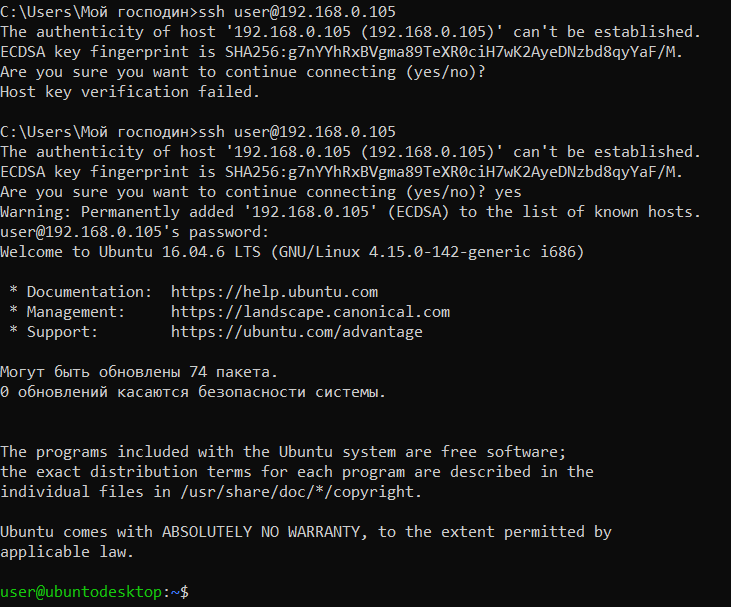 C:\Users\Мой господин>ssh user@192.168.0.105
The authenticity of host '192.168.0.105 (192.168.0.105)' can't be established.
ECDSA key fingerprint is SHA256:g7nYYhRxBVgma89TeXR0ciH7wK2AyeDNzbd8qyYaF/M.
Are you sure you want to continue connecting (yes/no)?
Host key verification failed.
C:\Users\Мой господин>ssh user@192.168.0.105
The authenticity of host '192.168.0.105 (192.168.0.105)' can't be established.
ECDSA key fingerprint is SHA256:g7nYYhRxBVgma89TeXR0ciH7wK2AyeDNzbd8qyYaF/M.
Are you sure you want to continue connecting (yes/no)? yes
Warning: Permanently added '192.168.0.105' (ECDSA) to the list of known hosts.
user@192.168.0.105's password:
Welcome to Ubuntu 16.04.6 LTS (GNU/Linux 4.15.0-142-generic i686)
* Documentation:  https://help.ubuntu.com
* Management:     https://landscape.canonical.com
* Support:        https://ubuntu.com/advantage
Могут быть обновлены 74 пакета.
0 обновлений касаются безопасности системы.
The programs included with the Ubuntu system are free software;
the exact distribution terms for each program are described in the
individual files in /usr/share/doc/*/copyright.
Ubuntu comes with ABSOLUTELY NO WARRANTY, to the extent permitted by
applicable law.
user@ubuntodesktop:~$